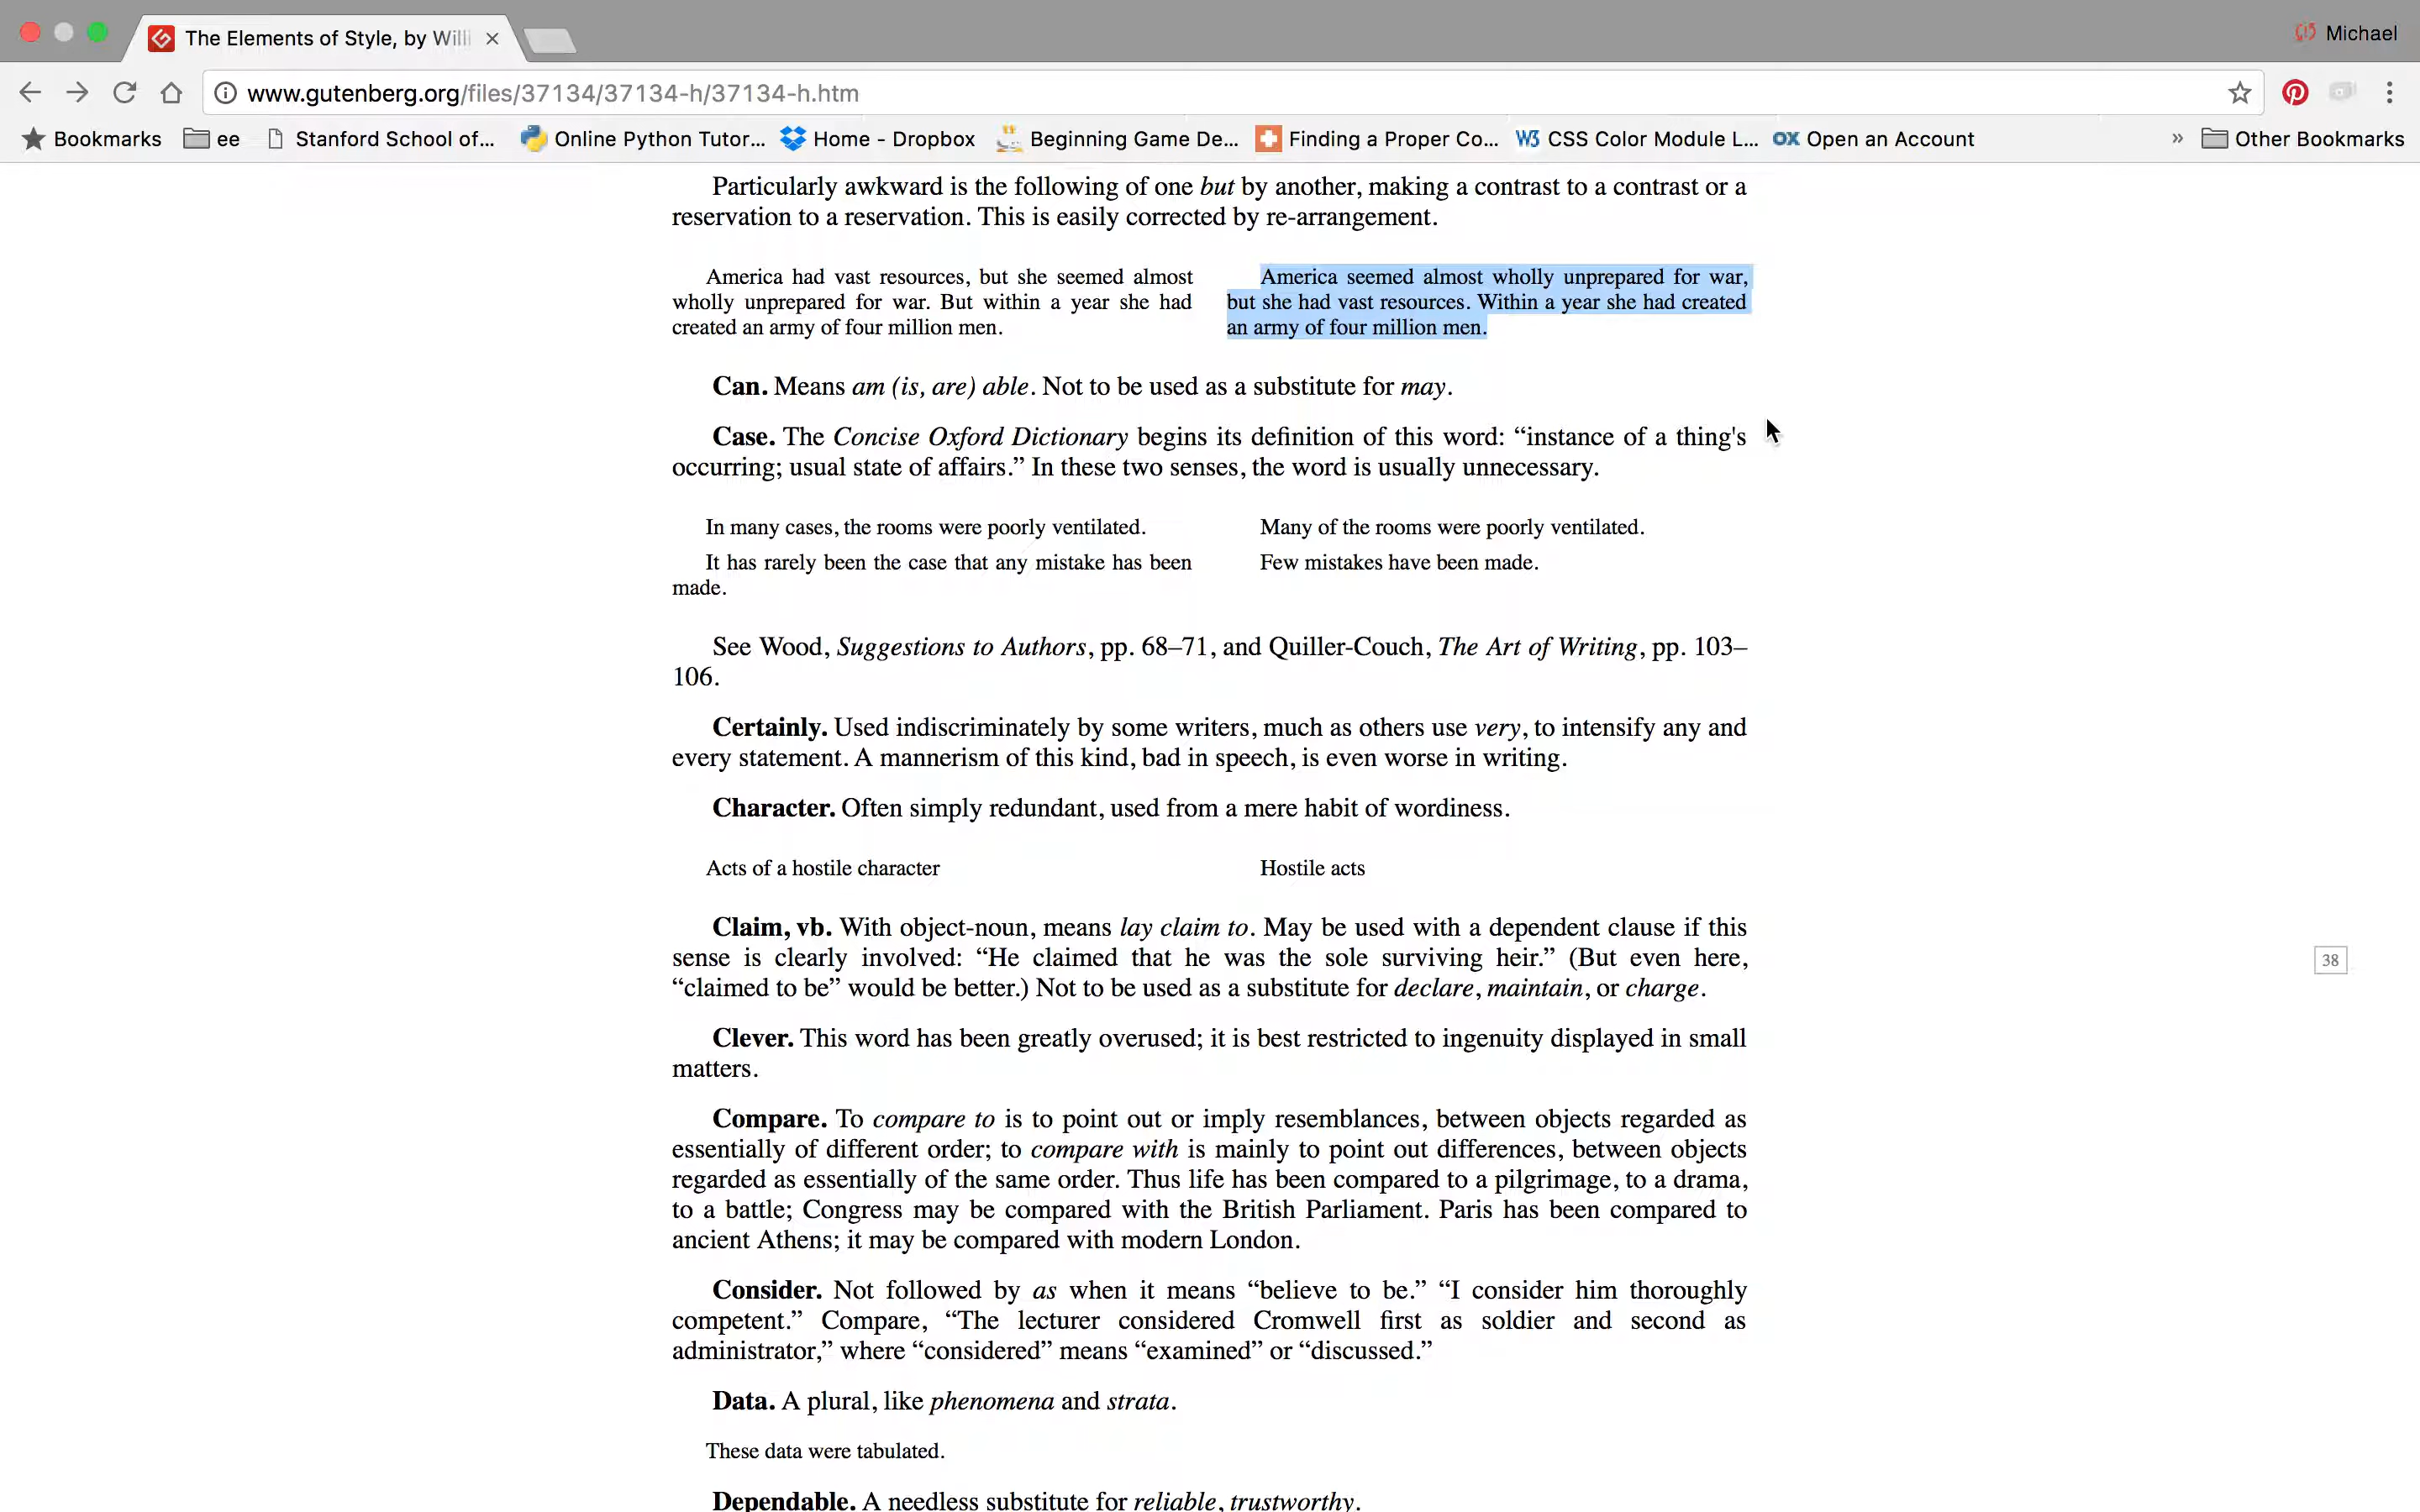 The Elements of Style, by Willi
Michael
www.gutenberg.org/files/37134/37134-h/37134-h.htm
Bookmarks ee Stanford School of... Online Python Tutor... Home - Dropbox Beginning Game De... Finding a Proper Co... W3 CSS Color Module L... OX Open an Account » Other Bookmarks
Particularly awkward is the following of one but by another, making a contrast to a contrast or a
reservation to a reservation. This is easily corrected by re-arrangement.
America had vast resources, but she seemed almost
wholly unprepared for war. But within a year she had
created an army of four million men.
America seemed almost wholly unprepared for war,
but she had vast resources. Within a year she had created
an army of four million men.
Can. Means am (is, are) able. Not to be used as a substitute for may.
Case. The Concise Oxford Dictionary begins its definition of this word: “instance of a thing's
occurring; usual state of affairs.” In these two senses, the word is usually unnecessary.
In many cases, the rooms were poorly ventilated.
Many of the rooms were poorly ventilated.
It has rarely been the case that any mistake has been
made.
Few mistakes have been made.
See Wood, Suggestions to Authors, pp. 68–71, and Quiller-Couch, The Art of Writing, pp. 103–
106.
Certainly. Used indiscriminately by some writers, much as others use very, to intensify any and
every statement. A mannerism of this kind, bad in speech, is even worse in writing.
Character. Often simply redundant, used from a mere habit of wordiness.
Acts of a hostile character
Hostile acts
Claim, vb. With object-noun, means lay claim to. May be used with a dependent clause if this
sense is clearly involved: “He claimed that he was the sole surviving heir.” (But even here,
“claimed to be” would be better.) Not to be used as a substitute for declare, maintain, or charge.
38
Clever. This word has been greatly overused; it is best restricted to ingenuity displayed in small
matters.
Compare. To compare to is to point out or imply resemblances, between objects regarded as
essentially of different order; to compare with is mainly to point out differences, between objects
regarded as essentially of the same order. Thus life has been compared to a pilgrimage, to a drama,
to a battle; Congress may be compared with the British Parliament. Paris has been compared to
ancient Athens; it may be compared with modern London.
Consider. Not followed by as when it means “believe to be.” “I consider him thoroughly
competent.” Compare, “The lecturer considered Cromwell first as soldier and second as
administrator,” where “considered” means “examined” or “discussed.”
Data. A plural, like phenomena and strata.
These data were tabulated.
Dependable. A needless substitute for reliable, trustworthy.